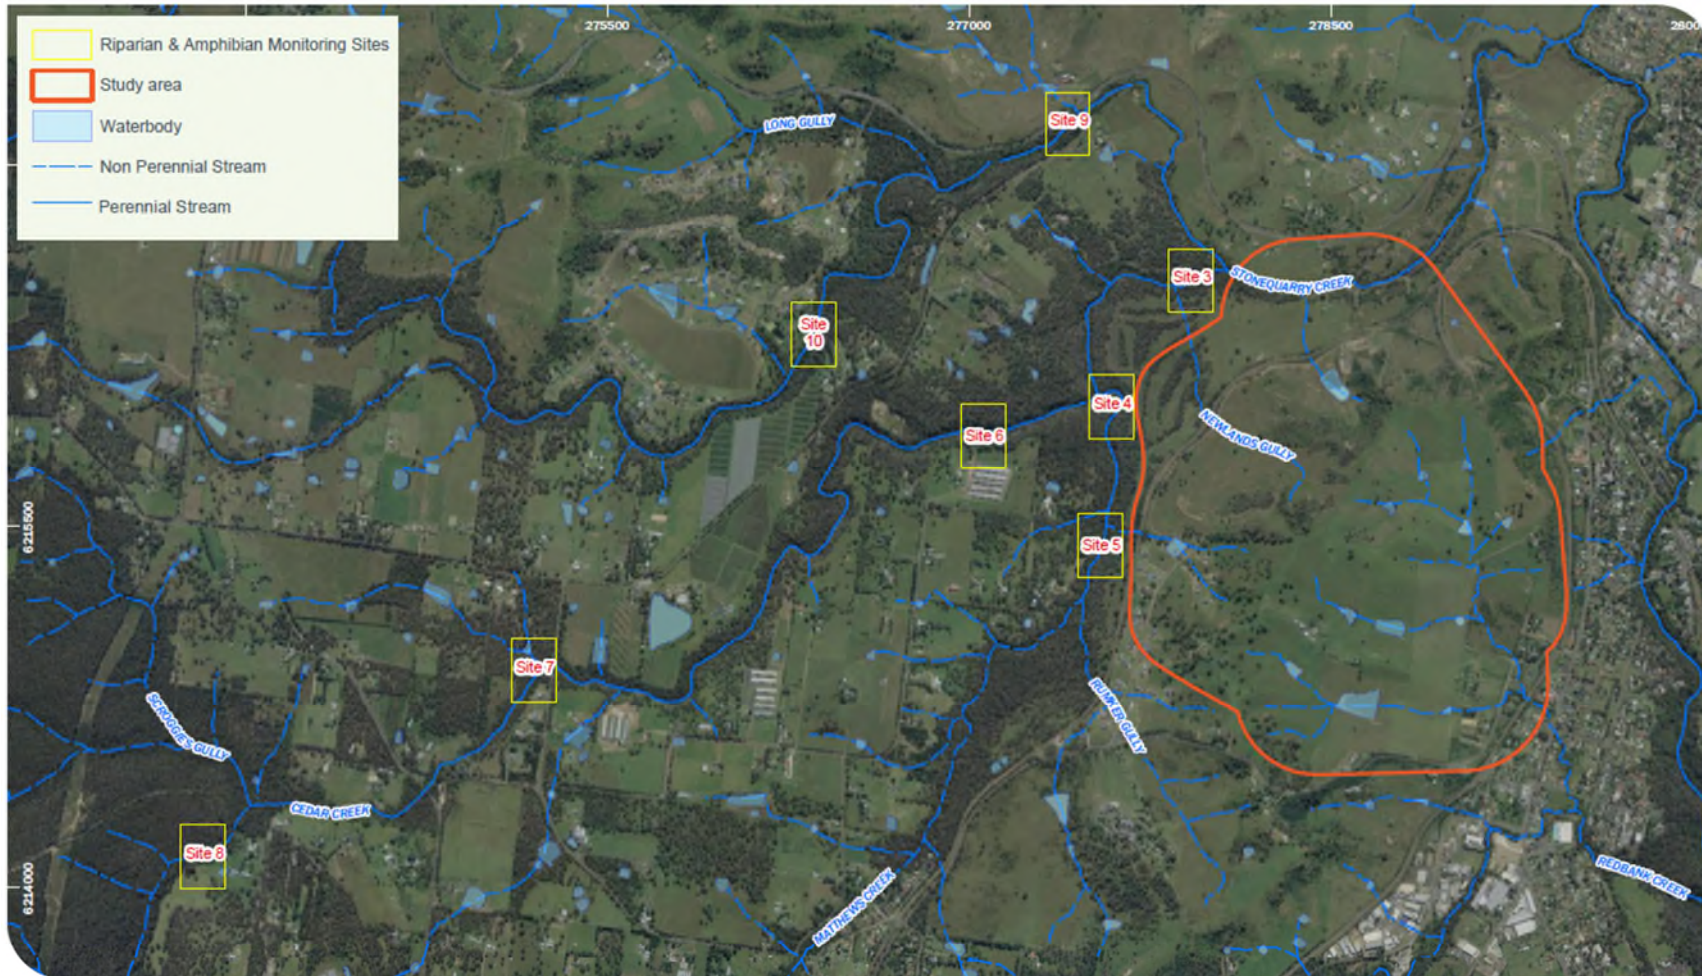 Riparian & Amphibian Monitoring Sites
Study area
Waterbody
Non Perennial Stream
Perennial Stream
275500
277000
278500
2800
LONG GULLY
Site 9
Site 3
STONEQUARRY CREEK
Site
10
Site 4
Site 6
NEWLANDS GULLY
6215500
Site 5
Site 7
SCROGGIES GULLY
RUMKER GULLY
CEDAR CREEK
Site 8
6214000
MATTHEWS CREEK
REDBANK CREEK